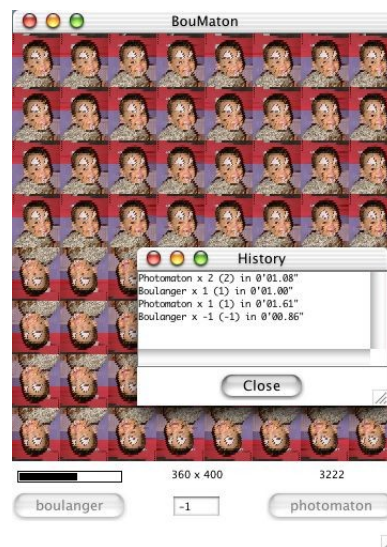 BouMaton
History
Photomaton x 2 (2) in 0'01.08"
Boulanger x 1 (1) in 0'01.00"
Photomaton x 1 (1) in 0'01.61"
Boulanger x -1 (-1) in 0'00.86"
Close
360 x 400 3222
boulanger -1 photomaton